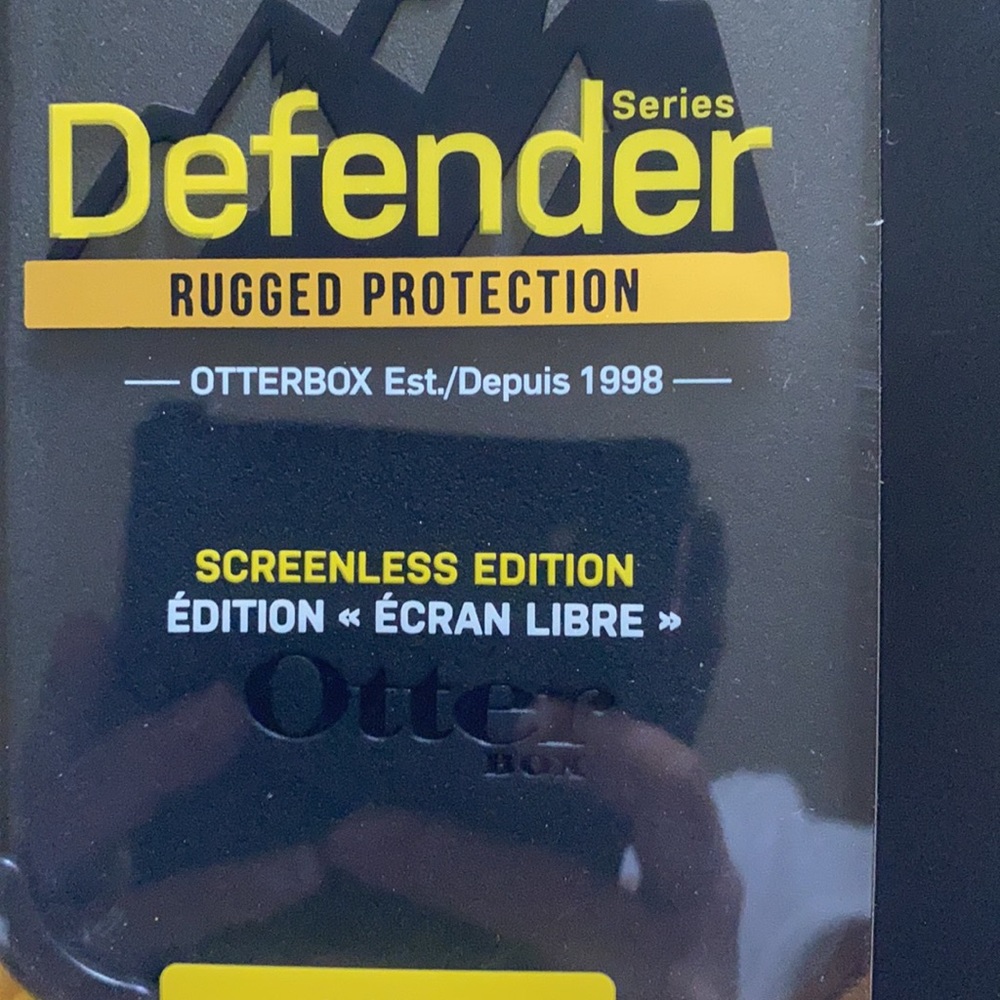 Series
Defender
RUGGED PROTECTION
OTTERBOX Est./Depuis 1998
SCREENLESS EDITION
ÉDITION « ÉCRAN LIBRE »
Otter
BOX